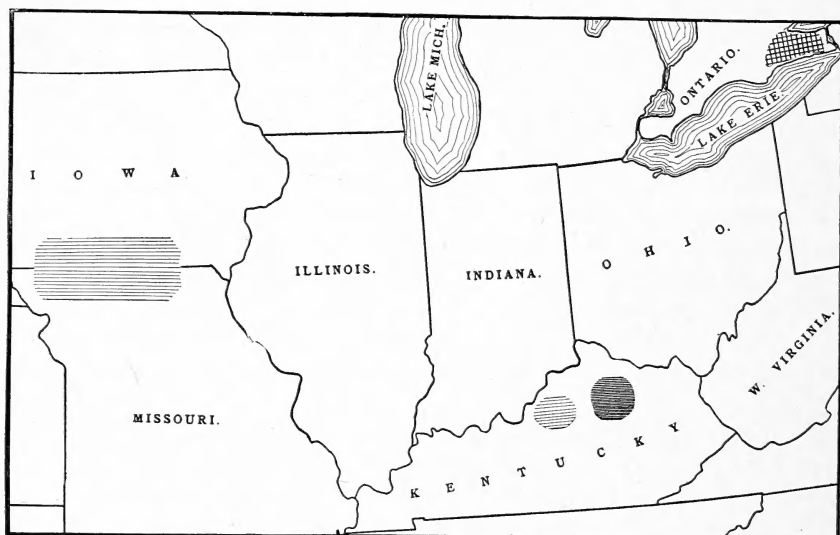 LAKE MICH.
ONTARIO.
LAKE ERIE.
I O W A
ILLINOIS.
INDIANA.
O H I O.
W. VIRGINIA.
MISSOURI.
K E N T U C K Y